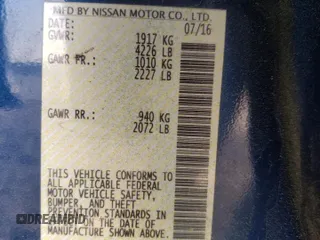 MFD BY NISSAN MOTOR CO., LTD.
DATE: 07/16
GVWR: 1917 KG
4226 LB
GAWR FR.: 1010 KG
2227 LB
GAWR RR.: 940 KG
2072 LB
THIS VEHICLE CONFORMS TO
ALL APPLICABLE FEDERAL
MOTOR VEHICLE SAFETY,
BUMPER, AND THEFT
PREVENTION STANDARDS IN
EFFECT ON THE DATE OF
MANUFACTURE SHOWN ABOVE.
DREAMBID